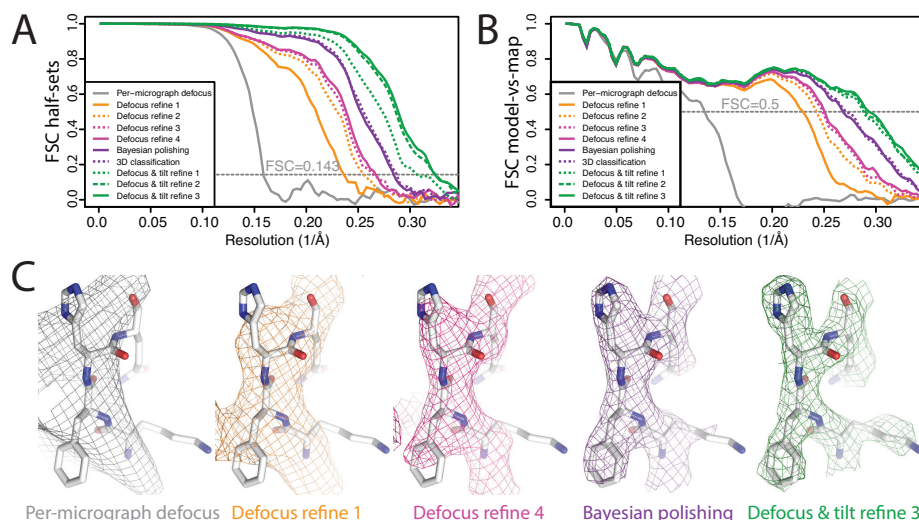 A
FSC half-sets
0.0 0.2 0.4 0.6 0.8 1.0
Per−micrograph defocus
Defocus refine 1
Defocus refine 2
Defocus refine 3
Defocus refine 4
Bayesian polishing
3D classification
Defocus & tilt refine 1
Defocus & tilt refine 2
Defocus & tilt refine 3
FSC=0.143
0.00 0.05 0.10 0.15 0.20 0.25 0.30
Resolution (1/Å)
B
FSC model-vs-map
0.0 0.2 0.4 0.6 0.8 1.0
Per−micrograph defocus
Defocus refine 1
Defocus refine 2
Defocus refine 3
Defocus refine 4
Bayesian polishing
3D classification
Defocus & tilt refine 1
Defocus & tilt refine 2
Defocus & tilt refine 3
FSC=0.5
0.00 0.05 0.10 0.15 0.20 0.25 0.30
Resolution (1/Å)
C
Per-micrograph defocus Defocus refine 1 Defocus refine 4 Bayesian polishing Defocus & tilt refine 3